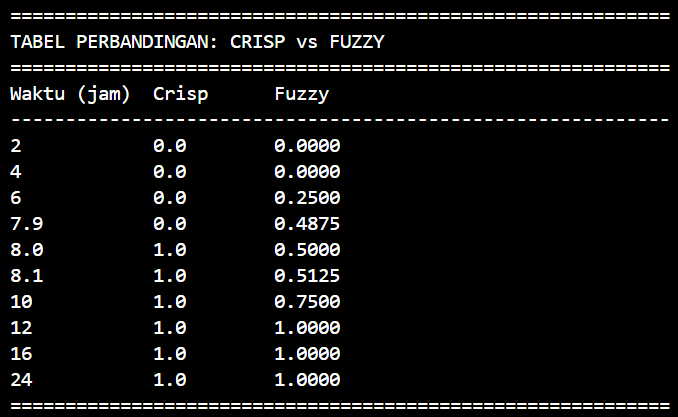 ============================================================
TABEL PERBANDINGAN: CRISP vs FUZZY
============================================================
Waktu (jam)  Crisp      Fuzzy
------------------------------------------------------------
2            0.0        0.0000
4            0.0        0.0000
6            0.0        0.2500
7.9          0.0        0.4875
8.0          1.0        0.5000
8.1          1.0        0.5125
10           1.0        0.7500
12           1.0        1.0000
16           1.0        1.0000
24           1.0        1.0000
============================================================